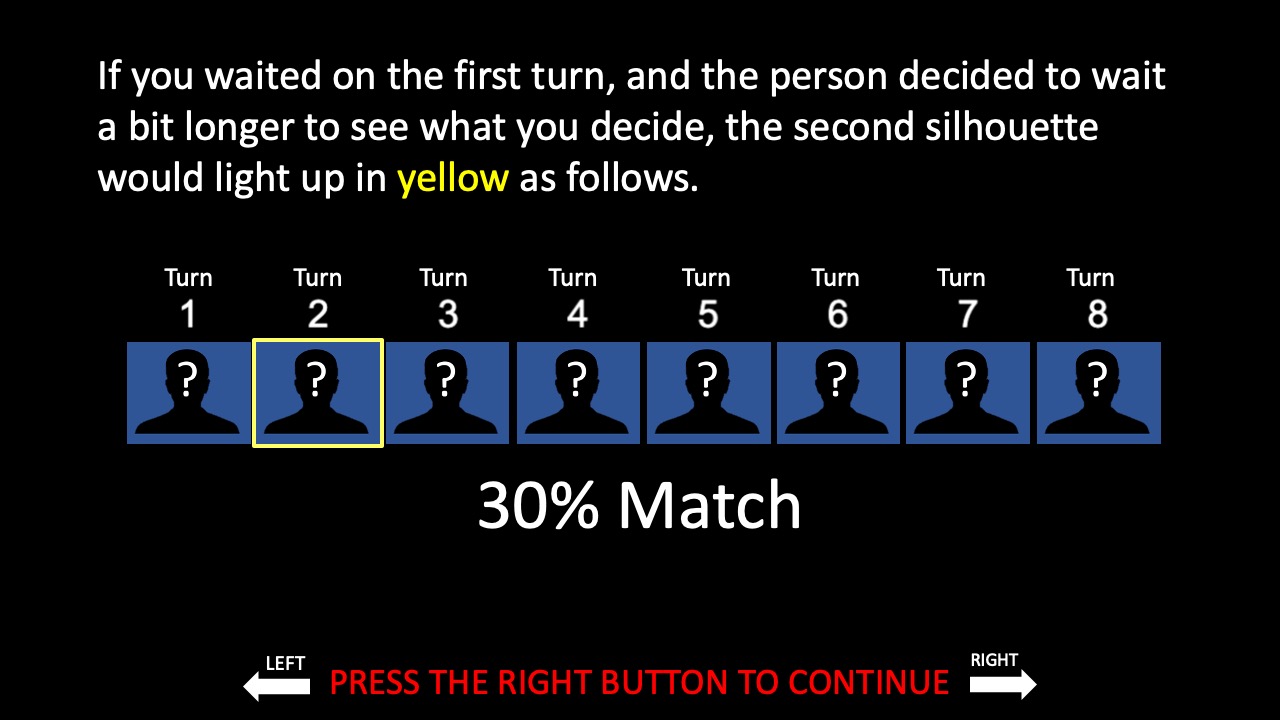 If you waited on the first turn, and the person decided to wait
a bit longer to see what you decide, the second silhouette
would light up in yellow as follows.
Turn Turn Turn Turn Turn Turn Turn Turn
1 2 3 4 5 6 7 8
? ? ? ? ? ? ? ?
30% Match
LEFT RIGHT
PRESS THE RIGHT BUTTON TO CONTINUE